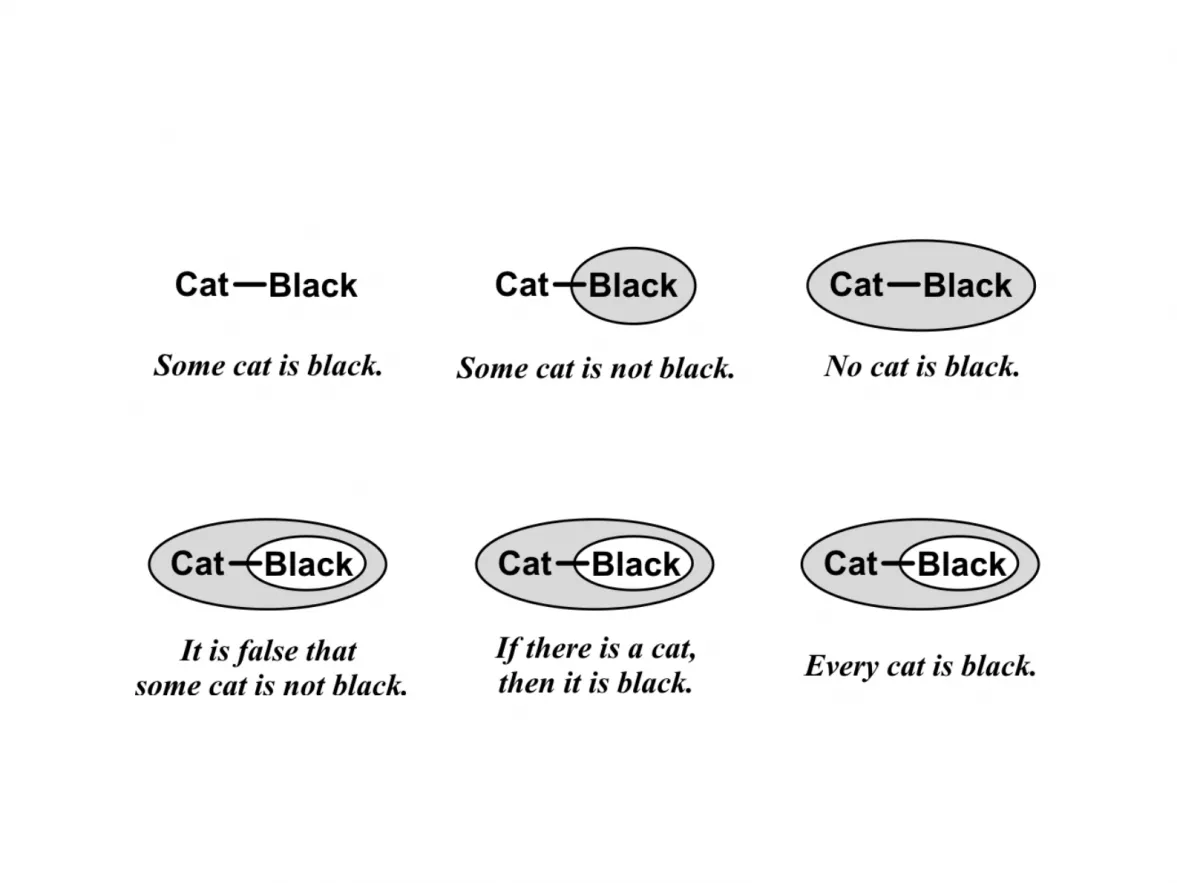 Cat Black
Cat Black
Cat Black
Some cat is black.
Some cat is not black.
No cat is black.
Cat Black
Cat Black
Cat Black
It is false that
some cat is not black.
If there is a cat,
then it is black.
Every cat is black.